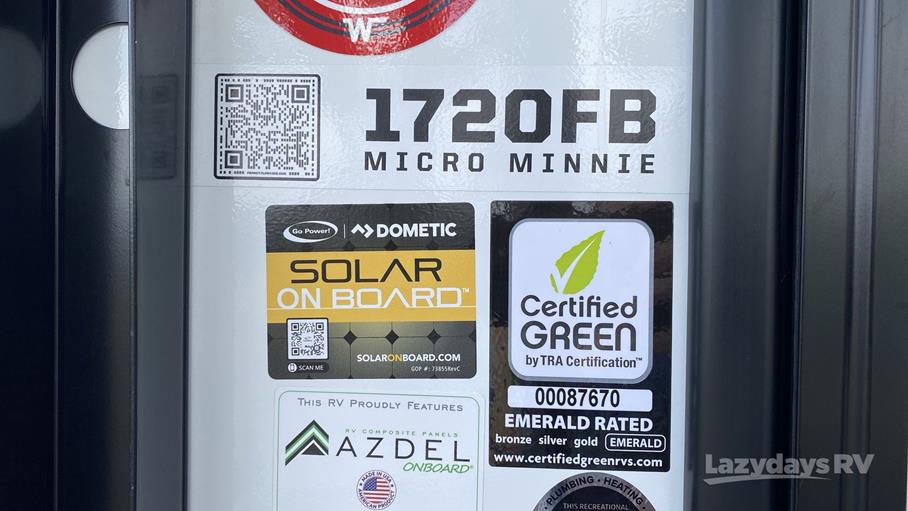 W
1720FB
MICRO MINNIE
Go Power! | DOMETIC
SOLAR
ON BOARD™
SOLARONBOARD.COM
SCAN ME
GOP #: 73855RevC
Certified
GREEN
by TRA Certification™
00087670
EMERALD RATED
bronze silver gold EMERALD
www.certifiedgreenrvs.com
THIS RV PROUDLY FEATURES
RV COMPOSITE PANELS
AZDEL
ONBOARD®
MADE IN USA
AMERICAN PRODUCT
PLUMBING • HEATING
THIS RECREATIONAL
Lazydays RV